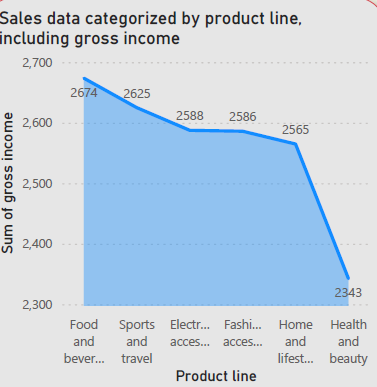 Sales data categorized by product line,
including gross income
Sum of gross income
2,700
2,600
2,500
2,400
2,300
2674
2625
2588
2586
2565
2343
Food
and
bever...
Sports
and
travel
Electr...
acces...
Fashi...
acces...
Home
and
lifest...
Health
and
beauty
Product line